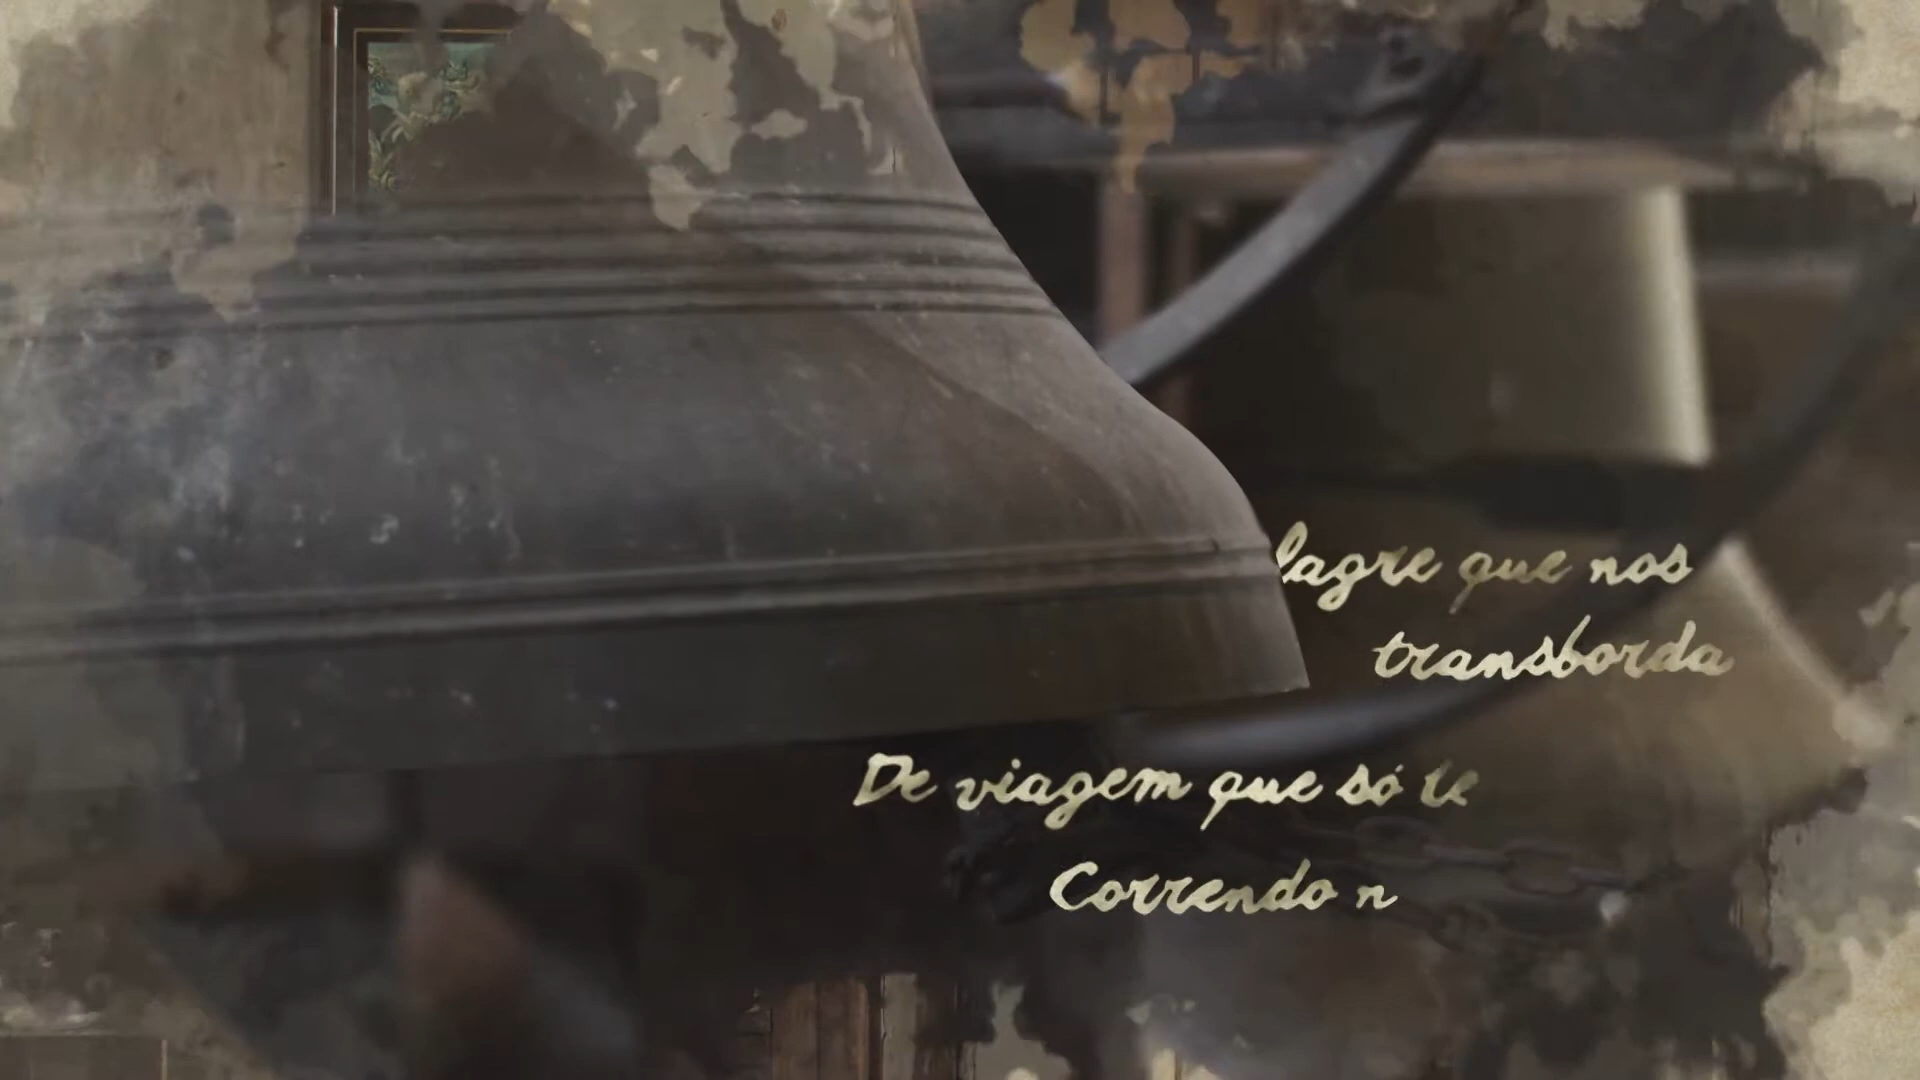 lagre que nos
transborda
De viagem que só te
Correndo n